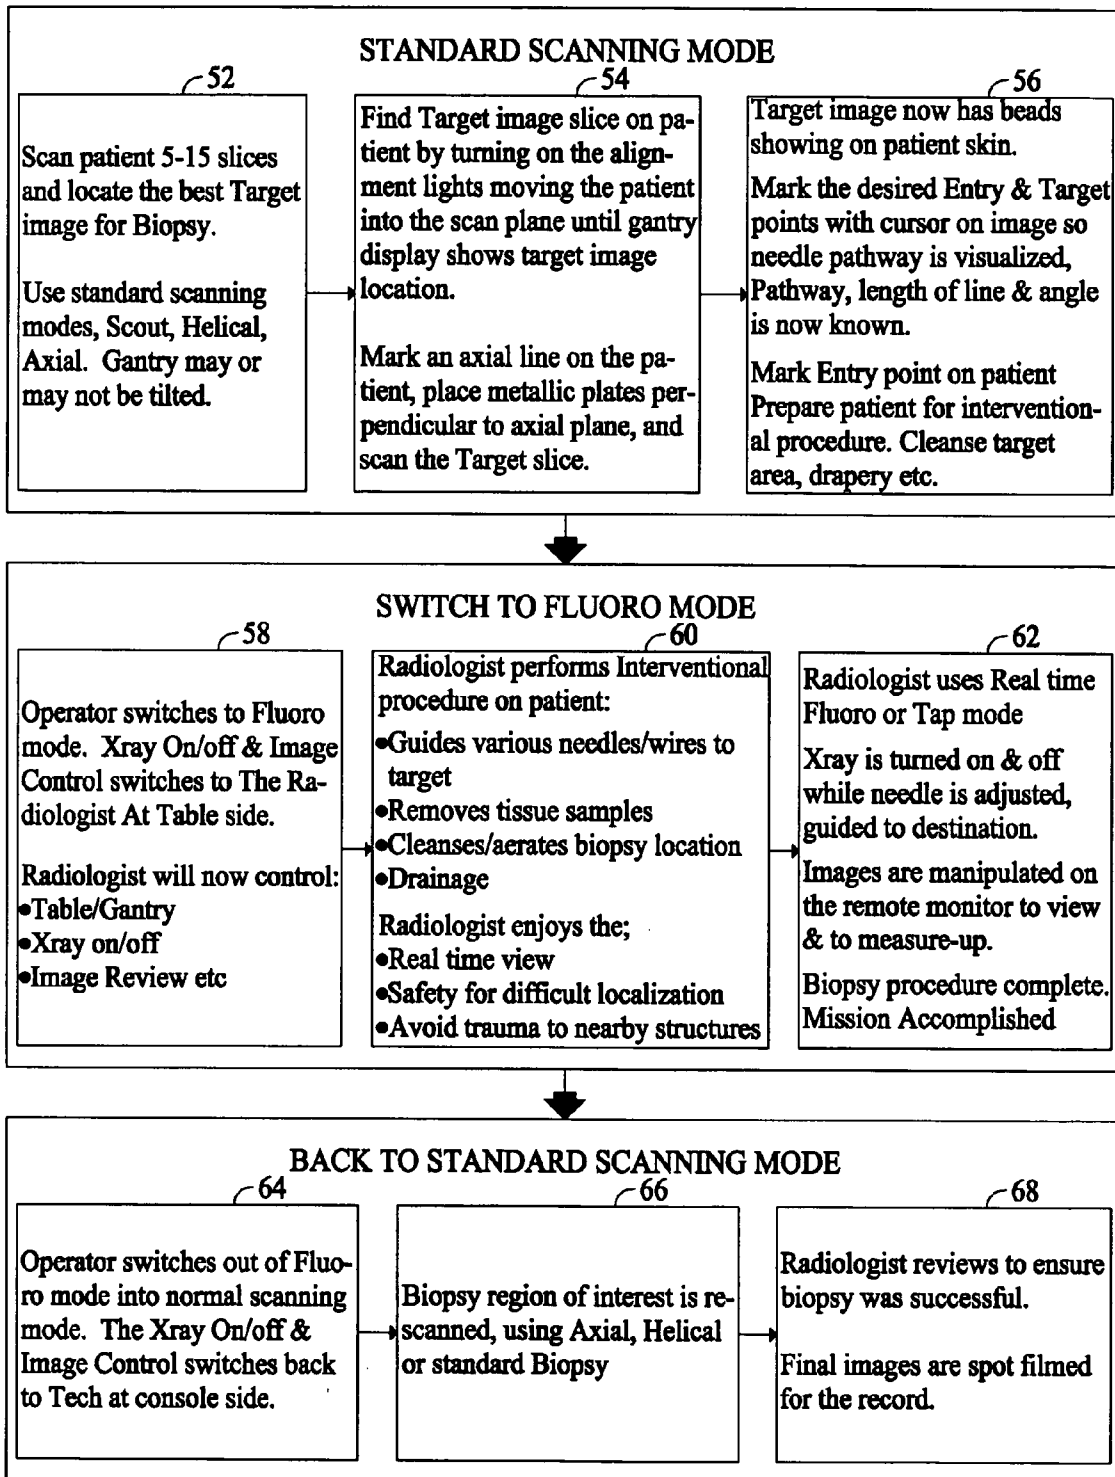 STANDARD SCANNING MODE
52
Scan patient 5-15 slices
and locate the best Target
image for Biopsy.
Use standard scanning
modes, Scout, Helical,
Axial. Gantry may or
may not be tilted.
54
Find Target image slice on pa-
tient by turning on the align-
ment lights moving the patient
into the scan plane until gantry
display shows target image
location.
Mark an axial line on the pa-
tient, place metallic plates per-
pendicular to axial plane, and
scan the Target slice.
56
Target image now has beads
showing on patient skin.
Mark the desired Entry & Target
points with cursor on image so
needle pathway is visualized,
Pathway, length of line & angle
is now known.
Mark Entry point on patient
Prepare patient for intervention-
al procedure. Cleanse target
area, drapery etc.
SWITCH TO FLUORO MODE
58
Operator switches to Fluoro
mode. Xray On/off & Image
Control switches to The Ra-
diologist At Table side.
Radiologist will now control:
•Table/Gantry
•Xray on/off
•Image Review etc
60
Radiologist performs Interventional
procedure on patient:
•Guides various needles/wires to
target
•Removes tissue samples
•Cleanses/aerates biopsy location
•Drainage
Radiologist enjoys the;
•Real time view
•Safety for difficult localization
•Avoid trauma to nearby structures
62
Radiologist uses Real time
Fluoro or Tap mode
Xray is turned on & off
while needle is adjusted,
guided to destination.
Images are manipulated on
the remote monitor to view
& to measure-up.
Biopsy procedure complete.
Mission Accomplished
BACK TO STANDARD SCANNING MODE
64
Operator switches out of Fluo-
ro mode into normal scanning
mode. The Xray On/off &
Image Control switches back
to Tech at console side.
66
Biopsy region of interest is re-
scanned, using Axial, Helical
or standard Biopsy
68
Radiologist reviews to ensure
biopsy was successful.
Final images are spot filmed
for the record.